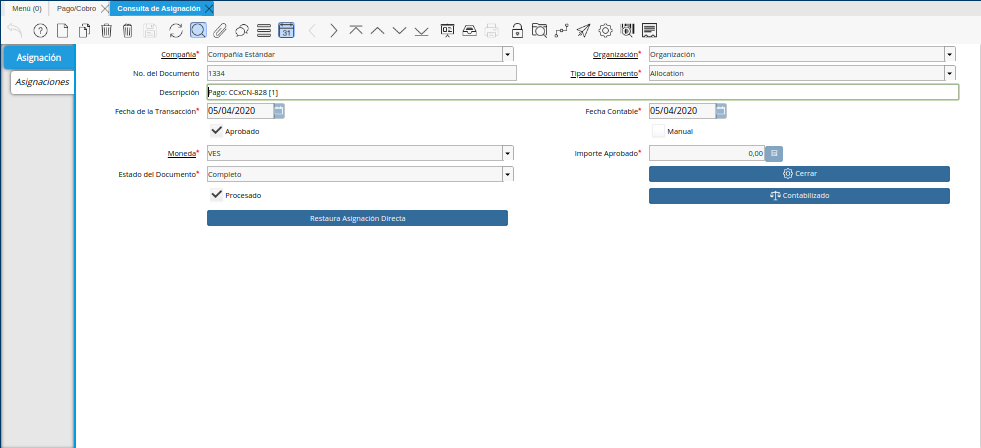 Menú (0) Pago/Cobro Consulta de Asignación
31
Asignación
Asignaciones
Compañía* Compañía Estándar Organización* Organización
No. del Documento 1334 Tipo de Documento* Allocation
Descripción Pago: CCxCN-828 [1]
Fecha de la Transacción* 05/04/2020 Fecha Contable* 05/04/2020
Aprobado Manual
Moneda* VES Importe Aprobado* 0,00
Estado del Documento* Completo Cerrar
Procesado Contabilizado
Restaura Asignación Directa